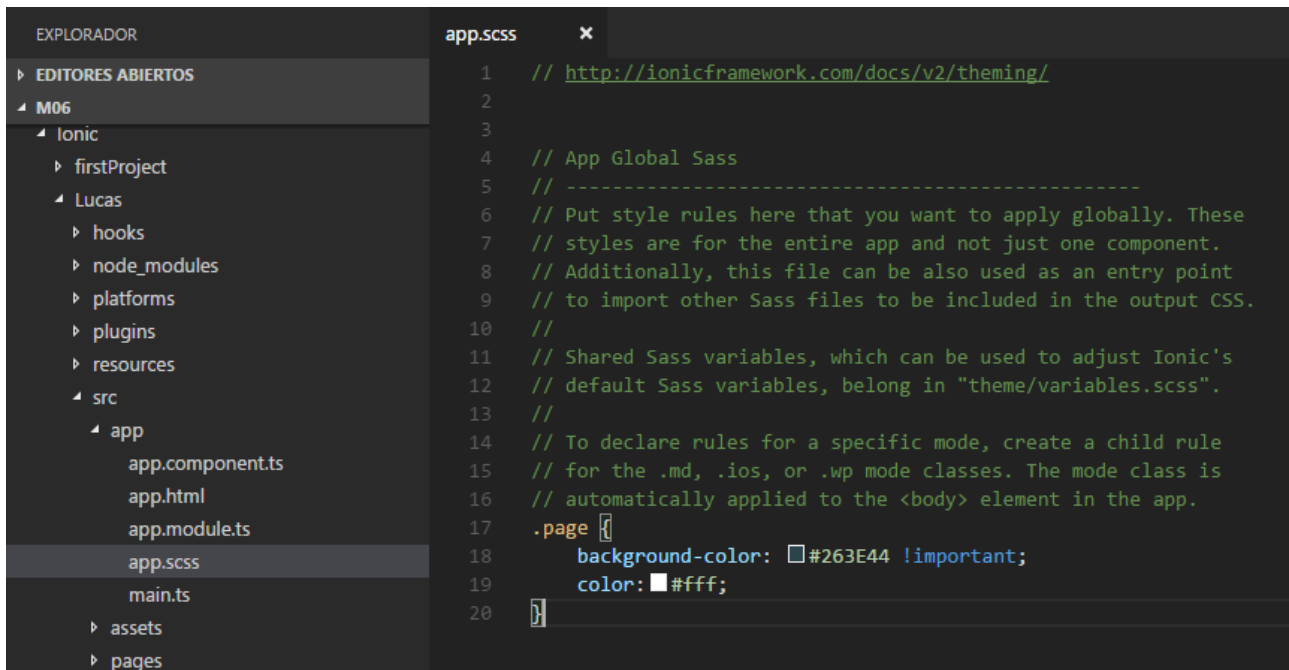 EXPLORADOR
EDITORES ABIERTOS
M06
Ionic
firstProject
Lucas
hooks
node_modules
platforms
plugins
resources
src
app
app.component.ts
app.html
app.module.ts
app.scss
main.ts
assets
pages
app.scss ×
1 // http://ionicframework.com/docs/v2/theming/
2
3
4 // App Global Sass
5 // --------------------------------------------------
6 // Put style rules here that you want to apply globally. These
7 // styles are for the entire app and not just one component.
8 // Additionally, this file can be also used as an entry point
9 // to import other Sass files to be included in the output CSS.
10 //
11 // Shared Sass variables, which can be used to adjust Ionic's
12 // default Sass variables, belong in "theme/variables.scss".
13 //
14 // To declare rules for a specific mode, create a child rule
15 // for the .md, .ios, or .wp mode classes. The mode class is
16 // automatically applied to the <body> element in the app.
17 .page {
18 background-color: #263E44 !important;
19 color: #fff;
20 }